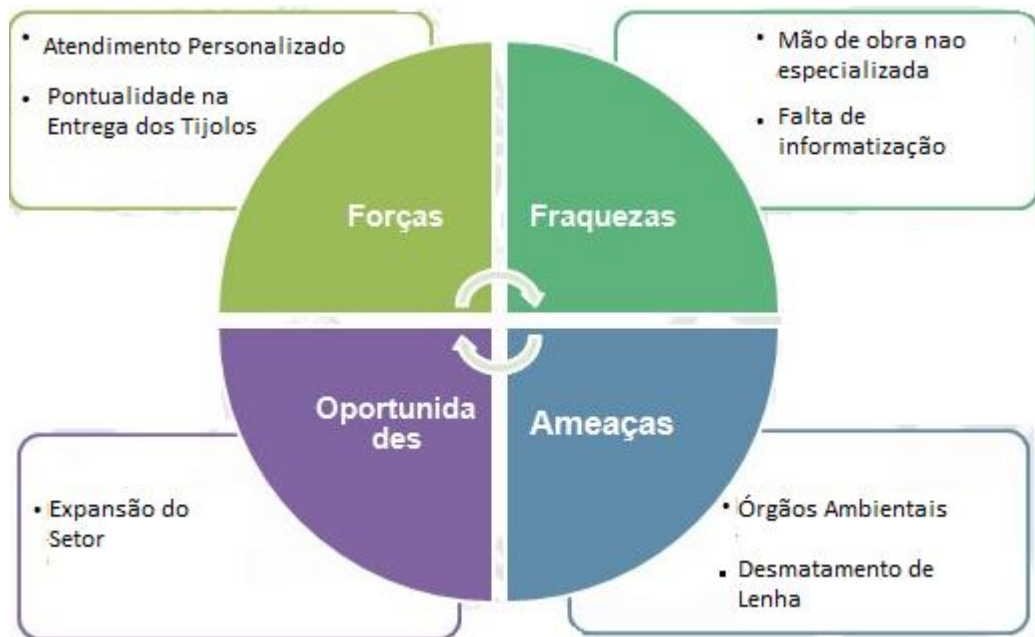 • Atendimento Personalizado
• Pontualidade na
Entrega dos Tijolos
• Mão de obra nao
especializada
• Falta de
informatização
Forças
Fraquezas
Oportunida
des
Ameaças
• Expansão do
Setor
• Órgãos Ambientais
• Desmatamento de
Lenha